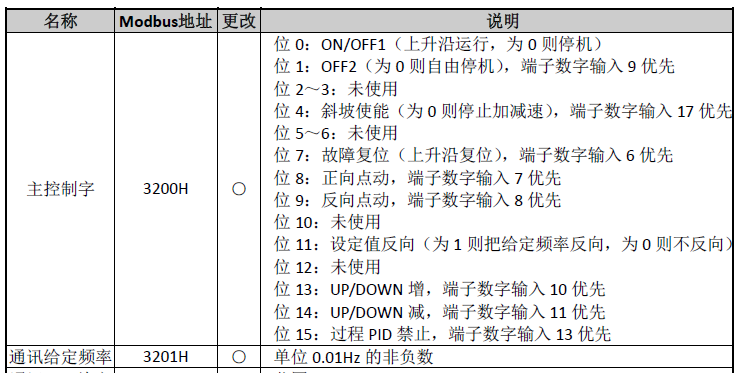 名称 Modbus地址 更改 说明
主控制字 3200H ○ 位 0：ON/OFF1（上升沿运行，为 0 则停机）
位 1：OFF2（为 0 则自由停机），端子数字输入 9 优先
位 2～3：未使用
位 4：斜坡使能（为 0 则停止加减速），端子数字输入 17 优先
位 5～6：未使用
位 7：故障复位（上升沿复位），端子数字输入 6 优先
位 8：正向点动，端子数字输入 7 优先
位 9：反向点动，端子数字输入 8 优先
位 10：未使用
位 11：设定值反向（为 1 则把给定频率反向，为 0 则不反向）
位 12：未使用
位 13：UP/DOWN 增，端子数字输入 10 优先
位 14：UP/DOWN 减，端子数字输入 11 优先
位 15：过程 PID 禁止，端子数字输入 13 优先
通讯给定频率 3201H ○ 单位 0.01Hz 的非负数